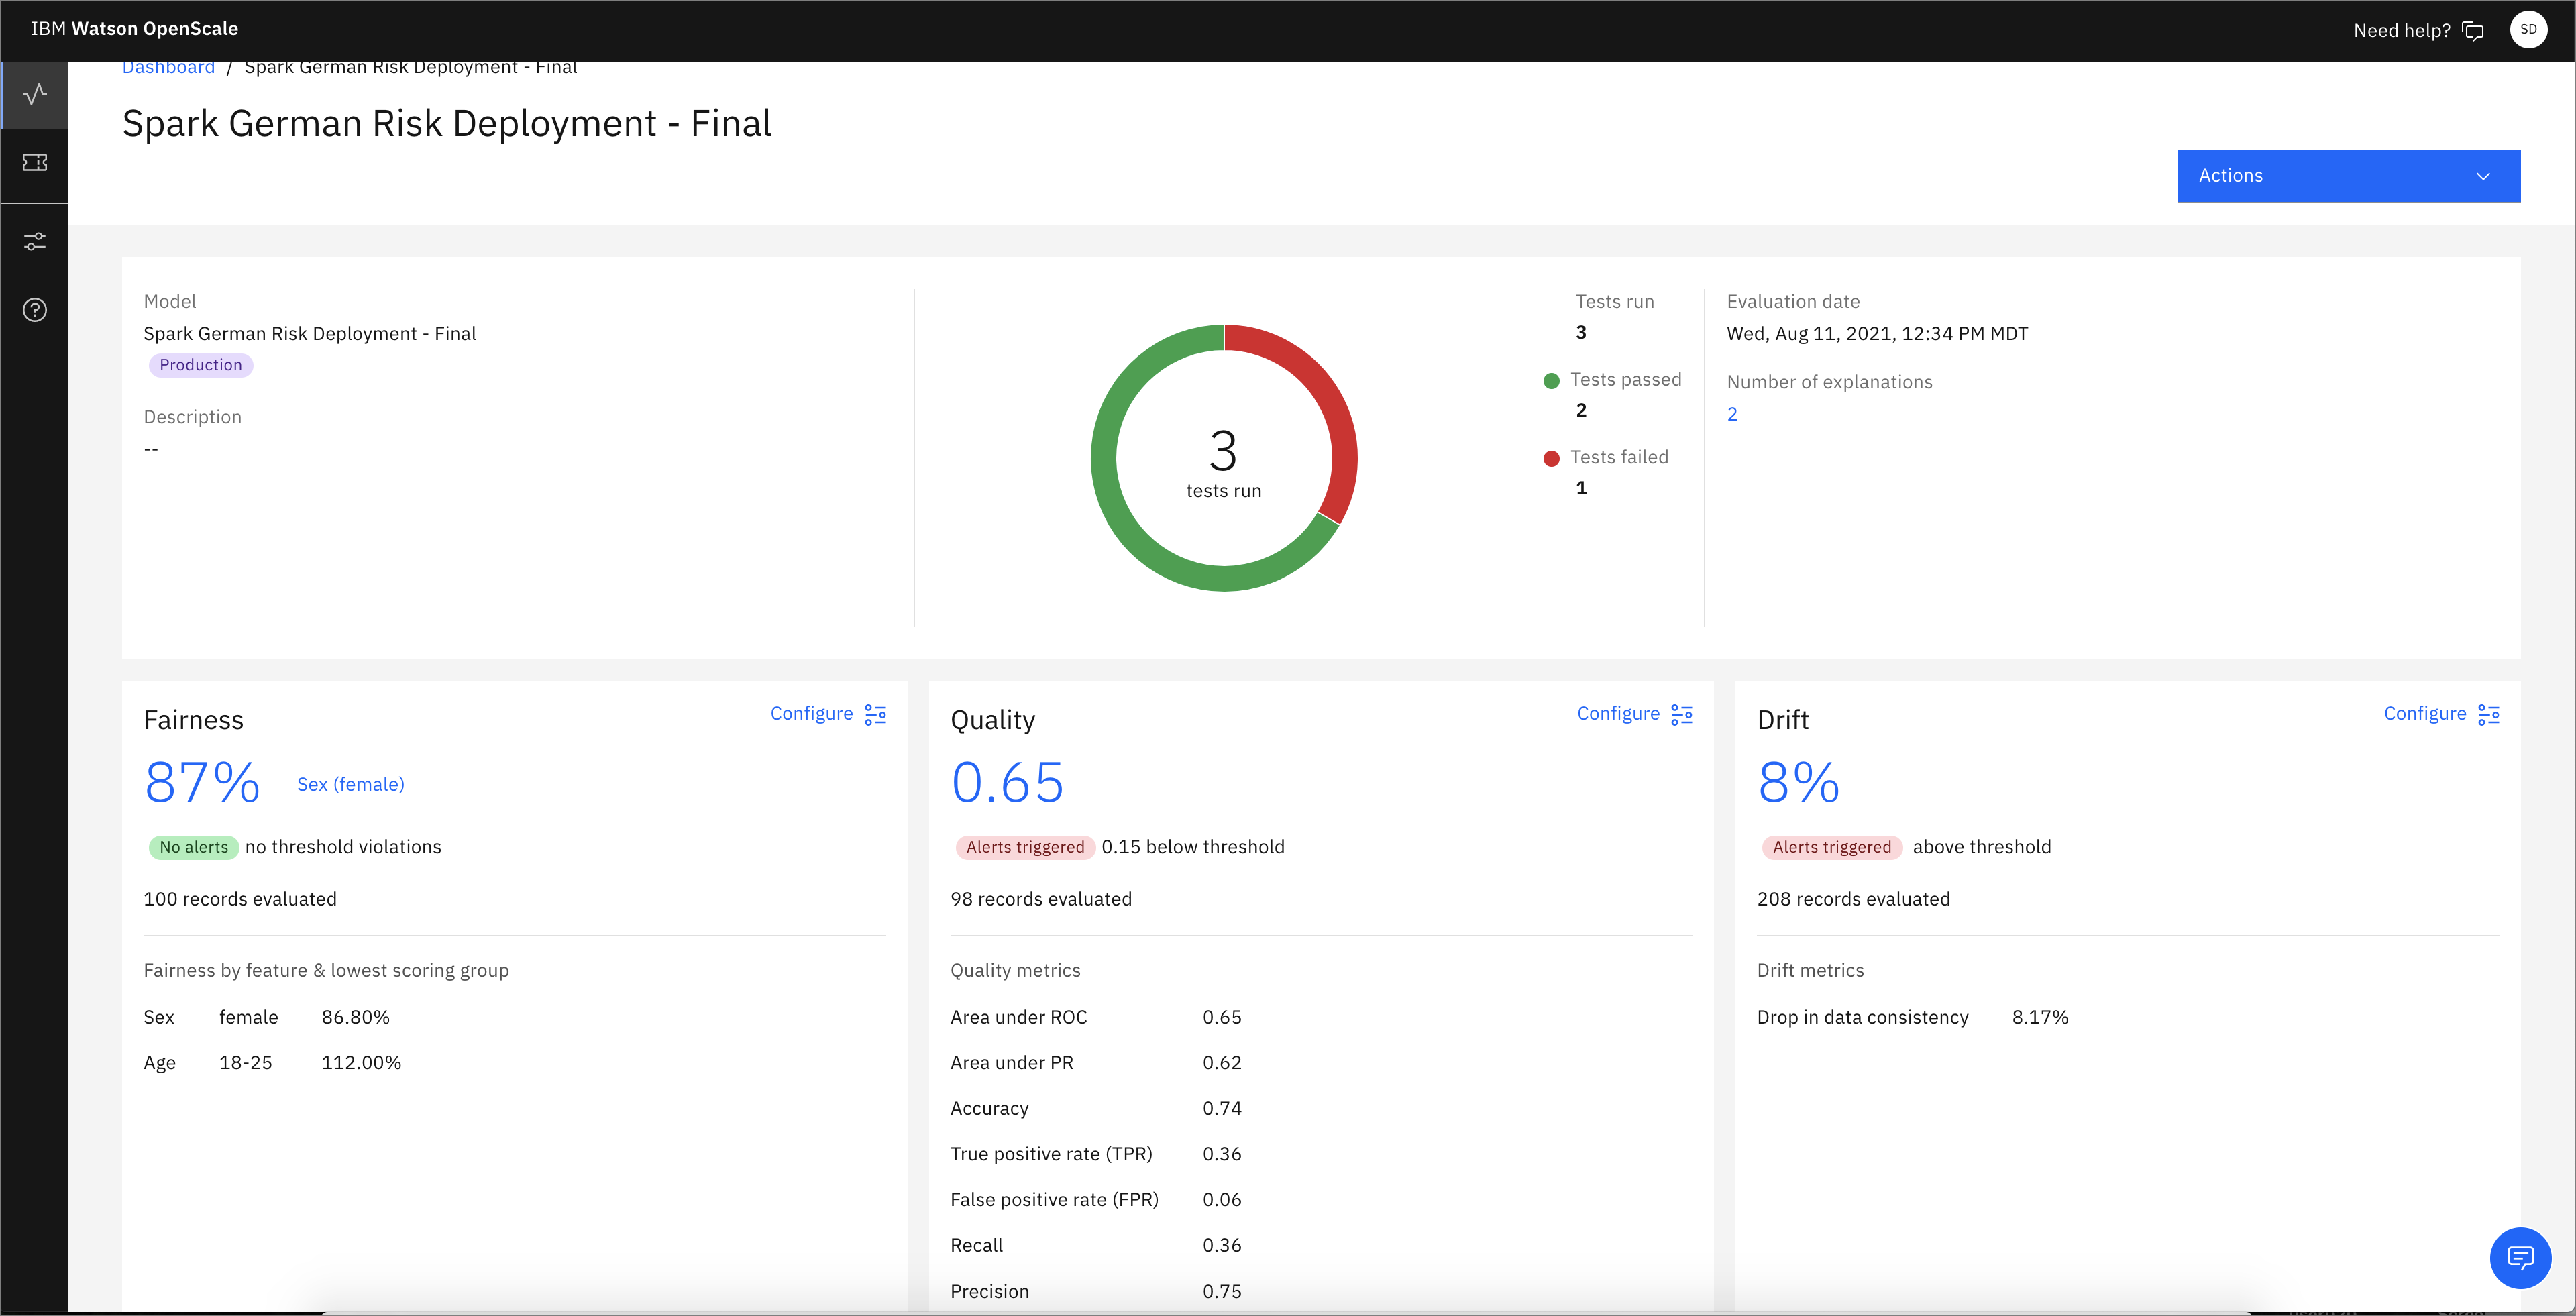 IBM Watson OpenScale
Need help?
SD
Dashboard / Spark German Risk Deployment - Final
Spark German Risk Deployment - Final
Actions
Model
Spark German Risk Deployment - Final
Production
Description
--
3
tests run
Tests run
3
Tests passed
2
Tests failed
1
Evaluation date
Wed, Aug 11, 2021, 12:34 PM MDT
Number of explanations
2
Fairness
Configure
87% Sex (female)
No alerts no threshold violations
100 records evaluated
Fairness by feature & lowest scoring group
Sex female 86.80%
Age 18-25 112.00%
Quality
Configure
0.65
Alerts triggered 0.15 below threshold
98 records evaluated
Quality metrics
Area under ROC 0.65
Area under PR 0.62
Accuracy 0.74
True positive rate (TPR) 0.36
False positive rate (FPR) 0.06
Recall 0.36
Precision 0.75
Drift
Configure
8%
Alerts triggered above threshold
208 records evaluated
Drift metrics
Drop in data consistency 8.17%